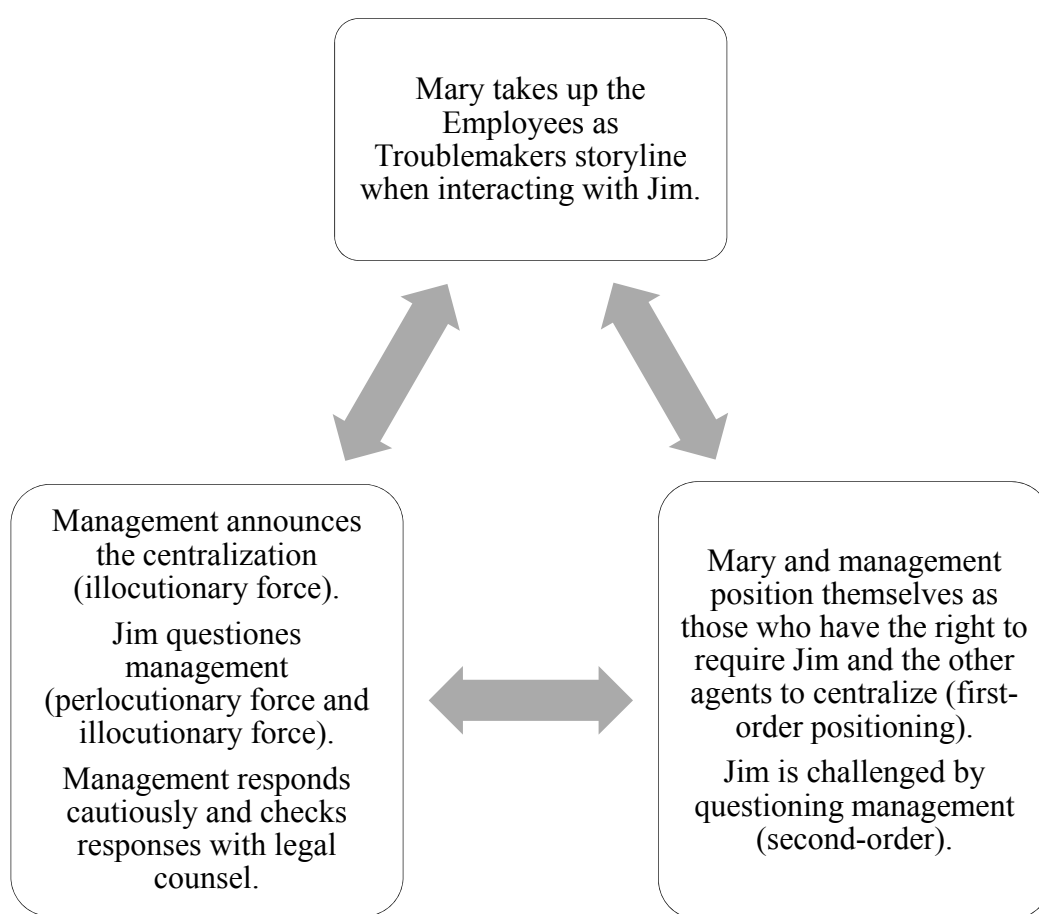 Mary takes up the
Employees as
Troublemakers storyline
when interacting with Jim.
Management announces
the centralization
(illocutionary force).
Jim questiones
management
(perlocutionary force and
illocutionary force).
Management responds
cautiously and checks
responses with legal
counsel.
Mary and management
position themselves as
those who have the right to
require Jim and the other
agents to centralize (first-
order positioning).
Jim is challenged by
questioning management
(second-order).